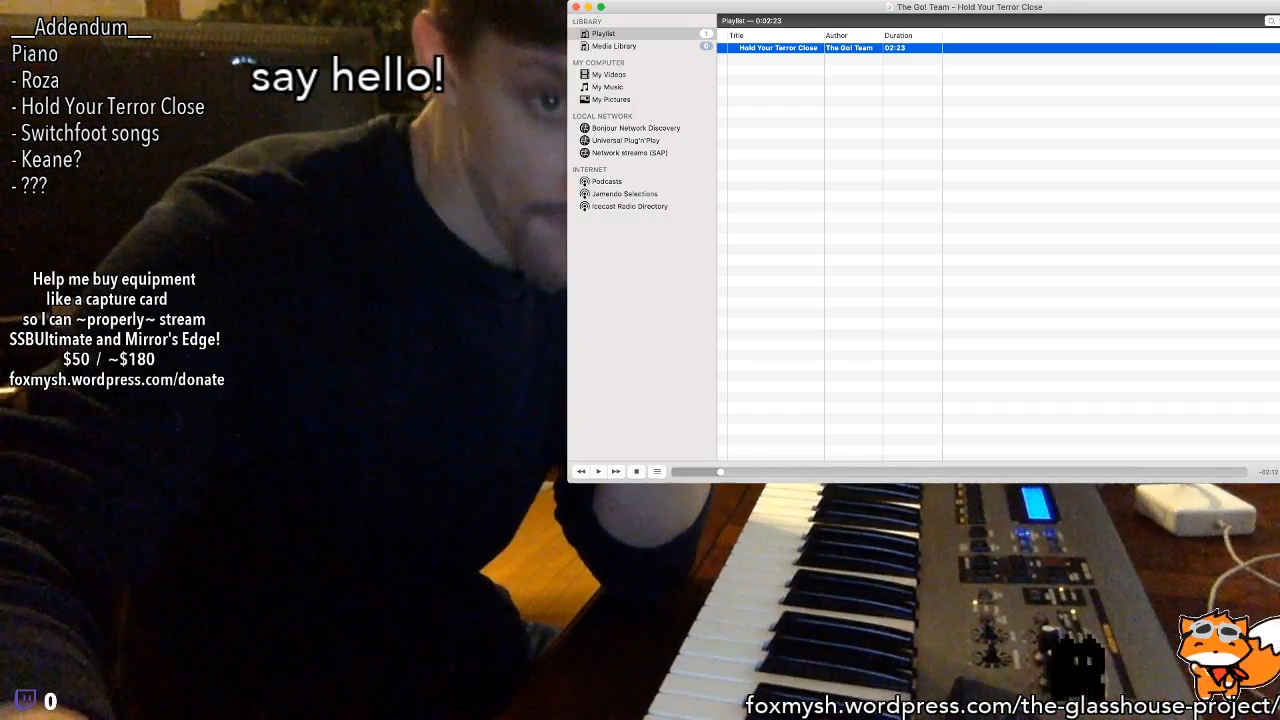 __Addendum__
Piano
- Roza
- Hold Your Terror Close
- Switchfoot songs
- Keane?
- ???
say hello!
Help me buy equipment
like a capture card
so I can ~properly~ stream
SSBUltimate and Mirror's Edge!
$50 / ~$180
foxmysh.wordpress.com/donate
0
The Go! Team - Hold Your Terror Close
LIBRARY
Playlist 1
Media Library 0
MY COMPUTER
My Videos
My Music
My Pictures
LOCAL NETWORK
Bonjour Network Discovery
Universal Plug'n'Play
Network streams (SAP)
INTERNET
Podcasts
Jamendo Selections
Icecast Radio Directory
Playlist — 0:02:23
Title Author Duration
Hold Your Terror Close The Go! Team 02:23
-02:12
foxmysh.wordpress.com/the-glasshouse-project/